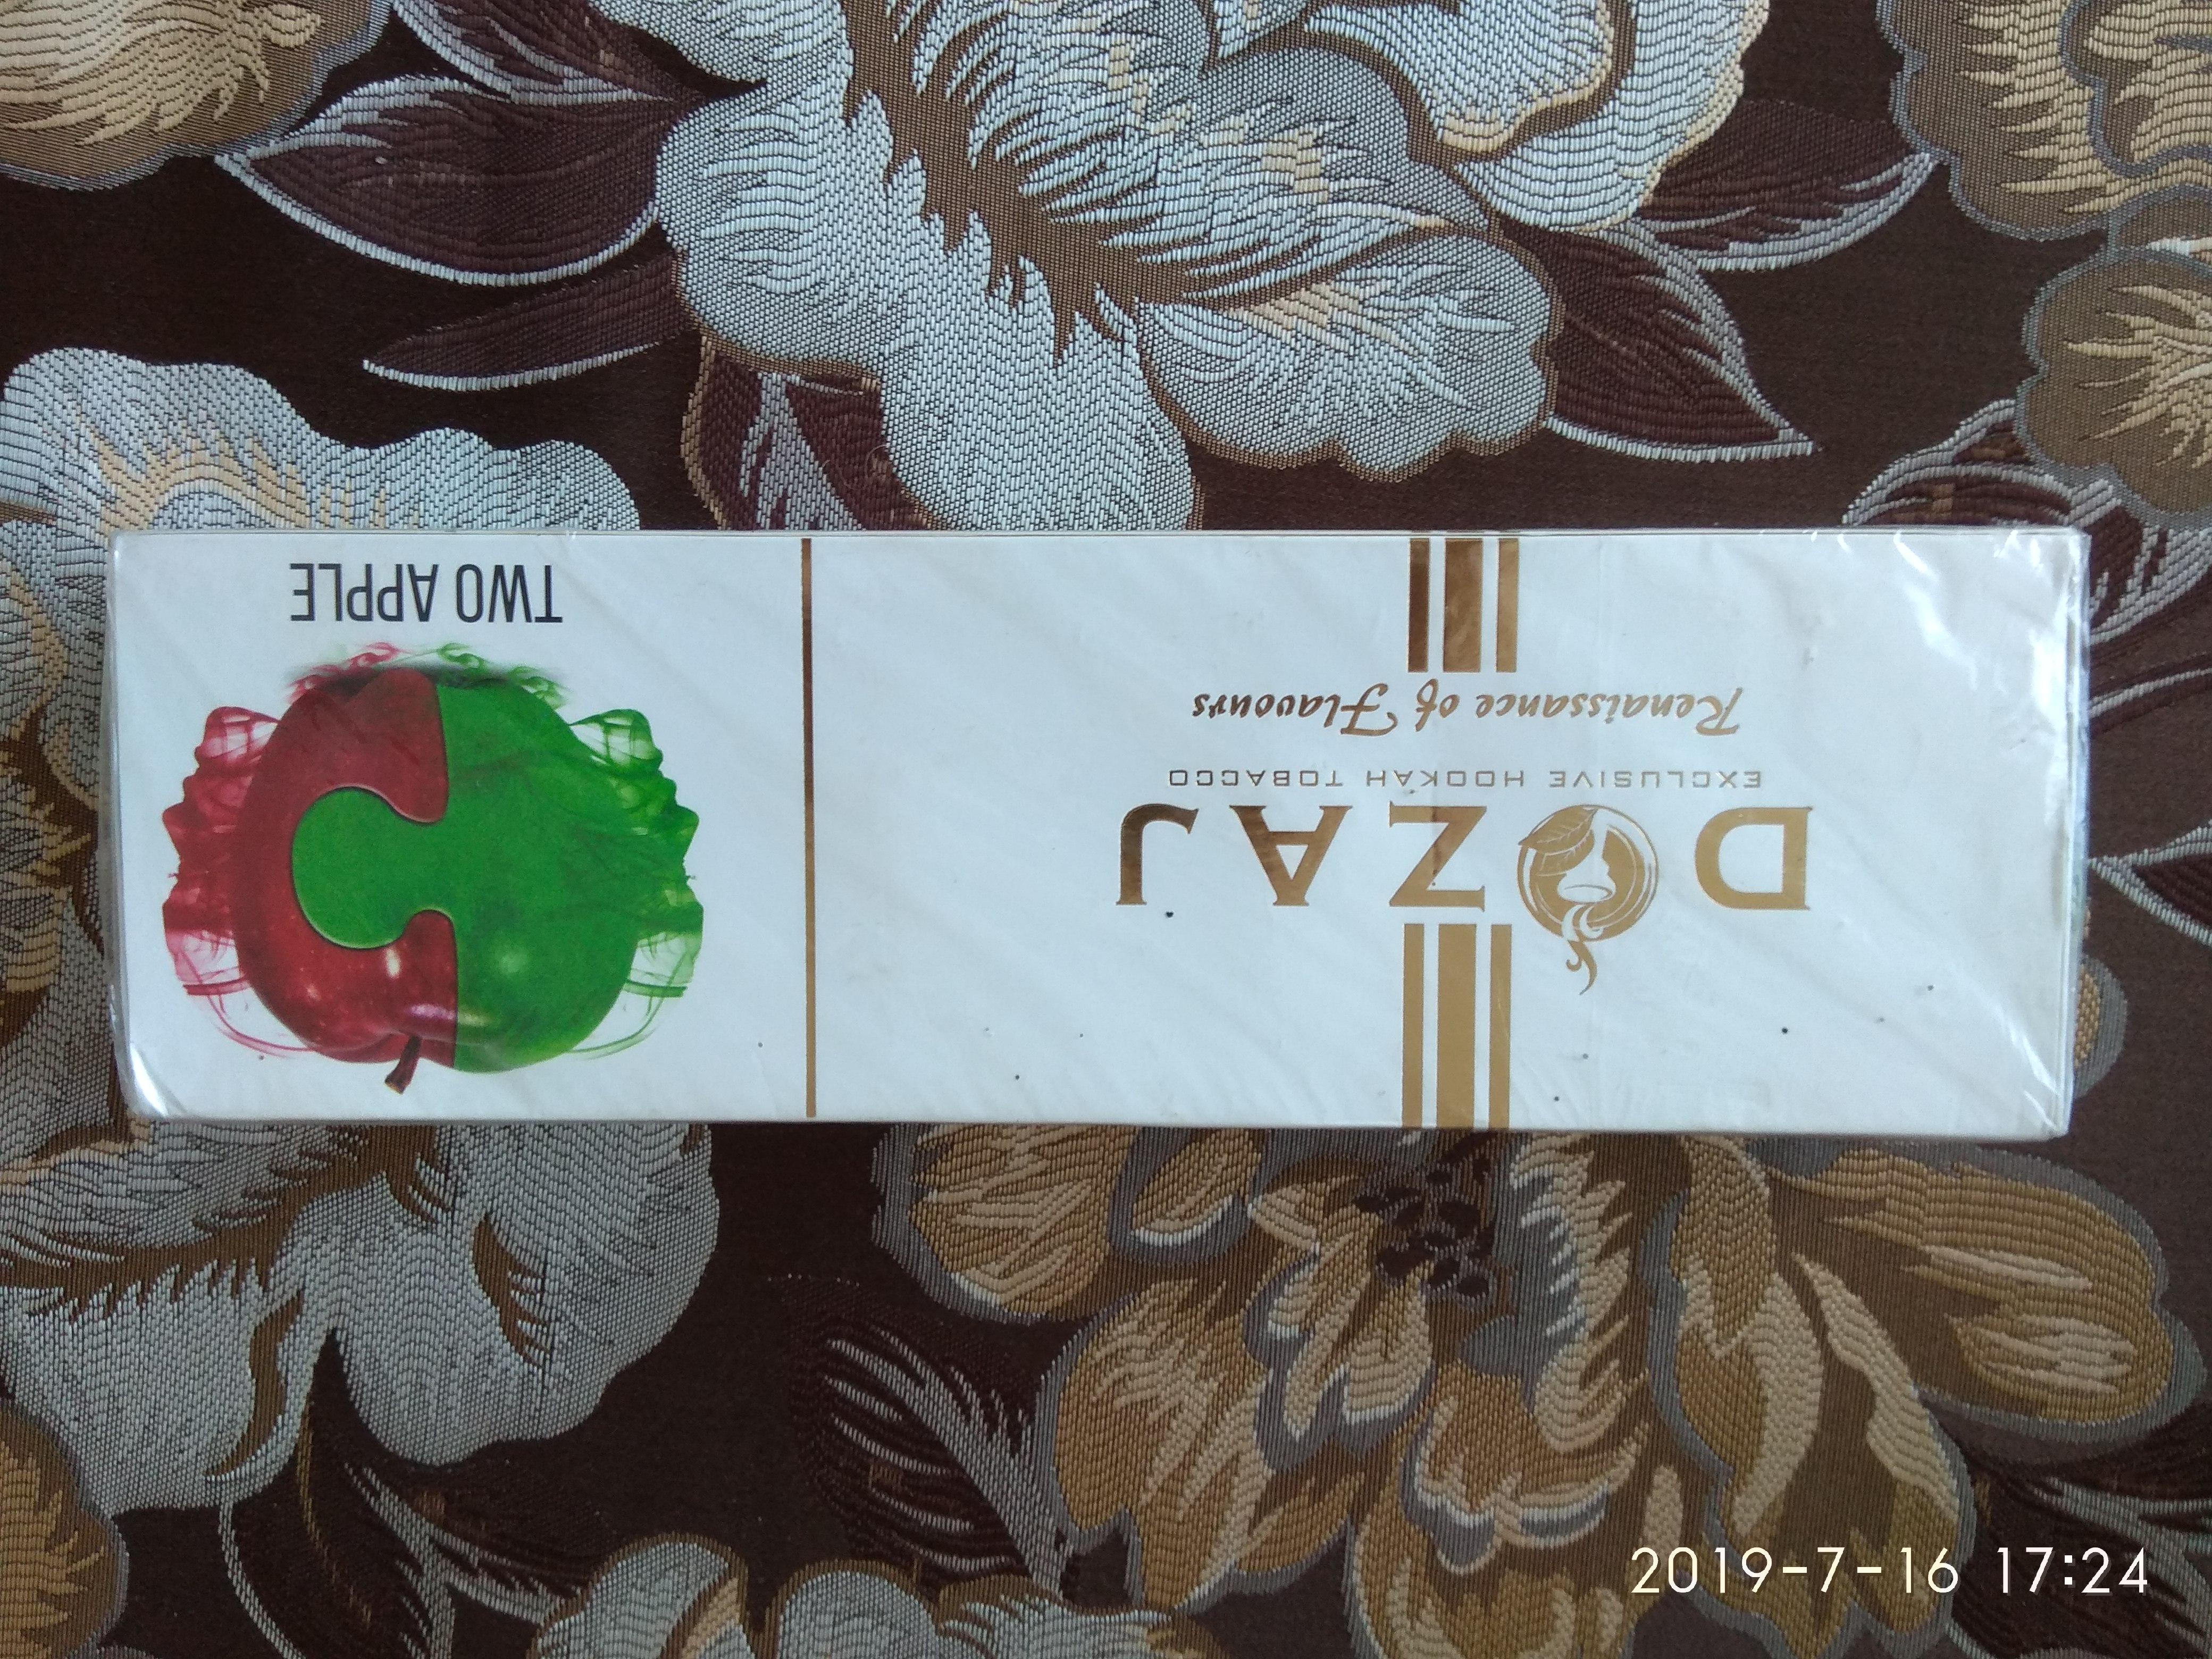 DOZAJ
EXCLUSIVE HOOKAH TOBACCO
Renaissance of Flavours
TWO APPLE
2019-7-16 17:24